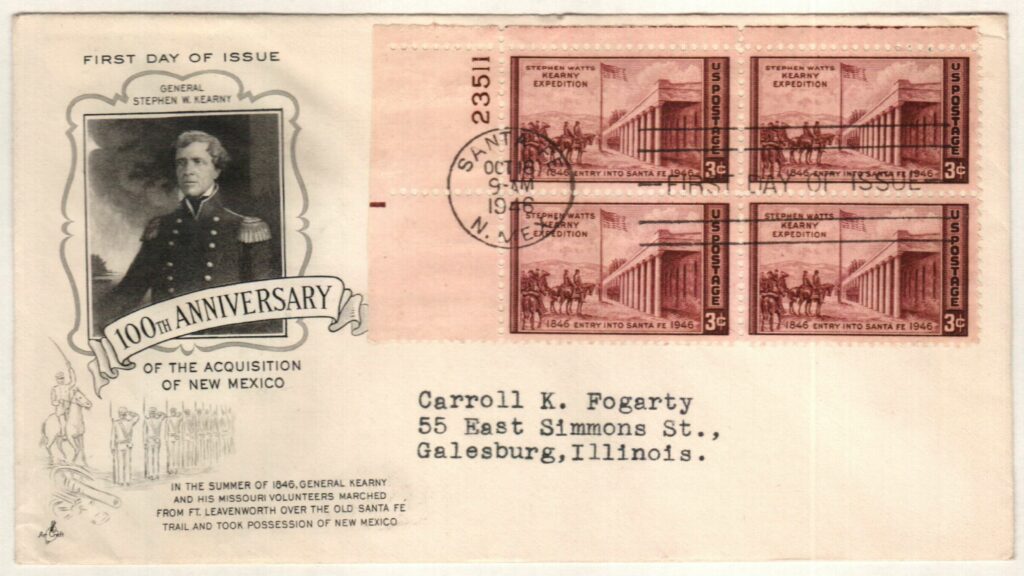 FIRST DAY OF ISSUE
GENERAL
STEPHEN W. KEARNY
100TH ANNIVERSARY
OF THE ACQUISITION
OF NEW MEXICO
IN THE SUMMER OF 1846, GENERAL KEARNY
AND HIS MISSOURI VOLUNTEERS MARCHED
FROM FT. LEAVENWORTH OVER THE OLD SANTA FE
TRAIL AND TOOK POSSESSION OF NEW MEXICO
Art Craft
23511
STEPHEN WATTS
KEARNY
EXPEDITION
US POSTAGE
3¢
1846 ENTRY INTO SANTA FE 1946
STEPHEN WATTS
KEARNY
EXPEDITION
US POSTAGE
3¢
1846 ENTRY INTO SANTA FE 1946
SANTA
OCT 16
9-AM
1946
N. MEX
FIRST DAY OF ISSUE
STEPHEN WATTS
KEARNY
EXPEDITION
US POSTAGE
3¢
1846 ENTRY INTO SANTA FE 1946
STEPHEN WATTS
KEARNY
EXPEDITION
US POSTAGE
3¢
1846 ENTRY INTO SANTA FE 1946
Carroll K. Fogarty
55 East Simmons St.,
Galesburg,Illinois.